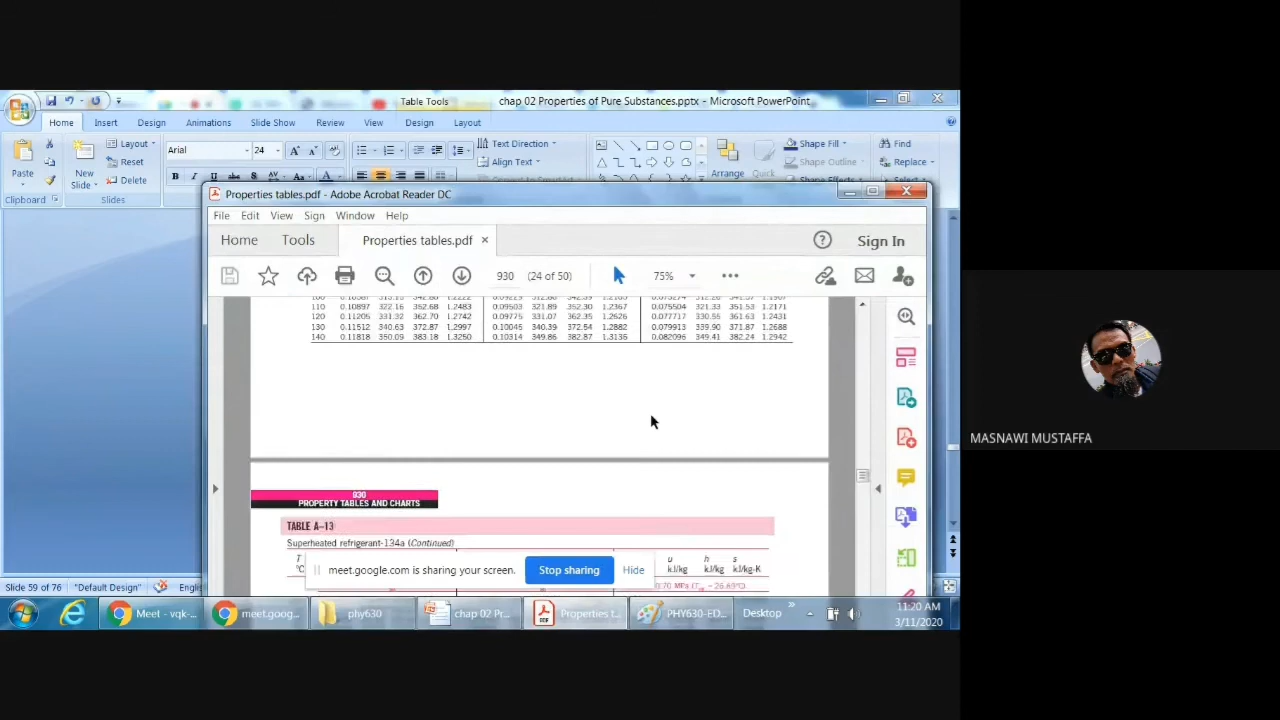 Table Tools chap 02 Properties of Pure Substances.pptx - Microsoft PowerPoint
Home Insert Design Animations Slide Show Review View Design Layout
Paste New Slide Layout Reset Delete Arial 24 Text Direction Align Text Arrange Quick Shape Fill Shape Outline Find Replace
Clipboard Slides
Properties tables.pdf - Adobe Acrobat Reader DC
File Edit View Sign Window Help
Home Tools Properties tables.pdf × Sign In
930 (24 of 50) 75%
110 0.10897 322.16 362.68 1.2483 0.09503 321.89 352.30 1.2367 0.075504 321.33 351.53 1.2171
120 0.11205 331.32 362.70 1.2742 0.09775 331.07 362.35 1.2626 0.077717 330.55 361.63 1.2431
130 0.11512 340.63 372.87 1.2997 0.10045 340.39 372.54 1.2882 0.079913 339.90 371.87 1.2688
140 0.11818 350.09 383.18 1.3250 0.10314 349.86 382.87 1.3136 0.082096 349.41 382.24 1.2942
930
PROPERTY TABLES AND CHARTS
TABLE A–13
Superheated refrigerant-134a (Continued)
T u h s
°C kJ/kg kJ/kg kJ/kg·K
meet.google.com is sharing your screen. Stop sharing Hide
Slide 59 of 76 "Default Design"
Meet - vqk-... meet.goog... phy630 chap 02 Pr... Properties t... PHY630-ED... Desktop 11:20 AM
3/11/2020
MASNAWI MUSTAFFA